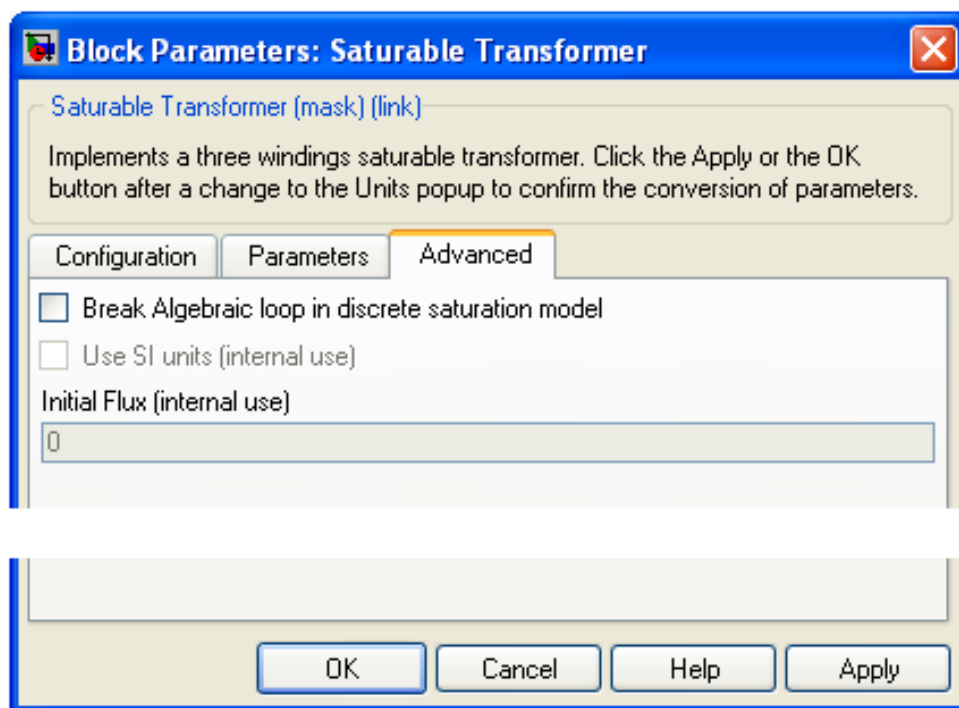 Block Parameters: Saturable Transformer
Saturable Transformer (mask) (link)
Implements a three windings saturable transformer. Click the Apply or the OK
button after a change to the Units popup to confirm the conversion of parameters.
Configuration Parameters Advanced
Break Algebraic loop in discrete saturation model
Use SI units (internal use)
Initial Flux (internal use)
0
OK Cancel Help Apply